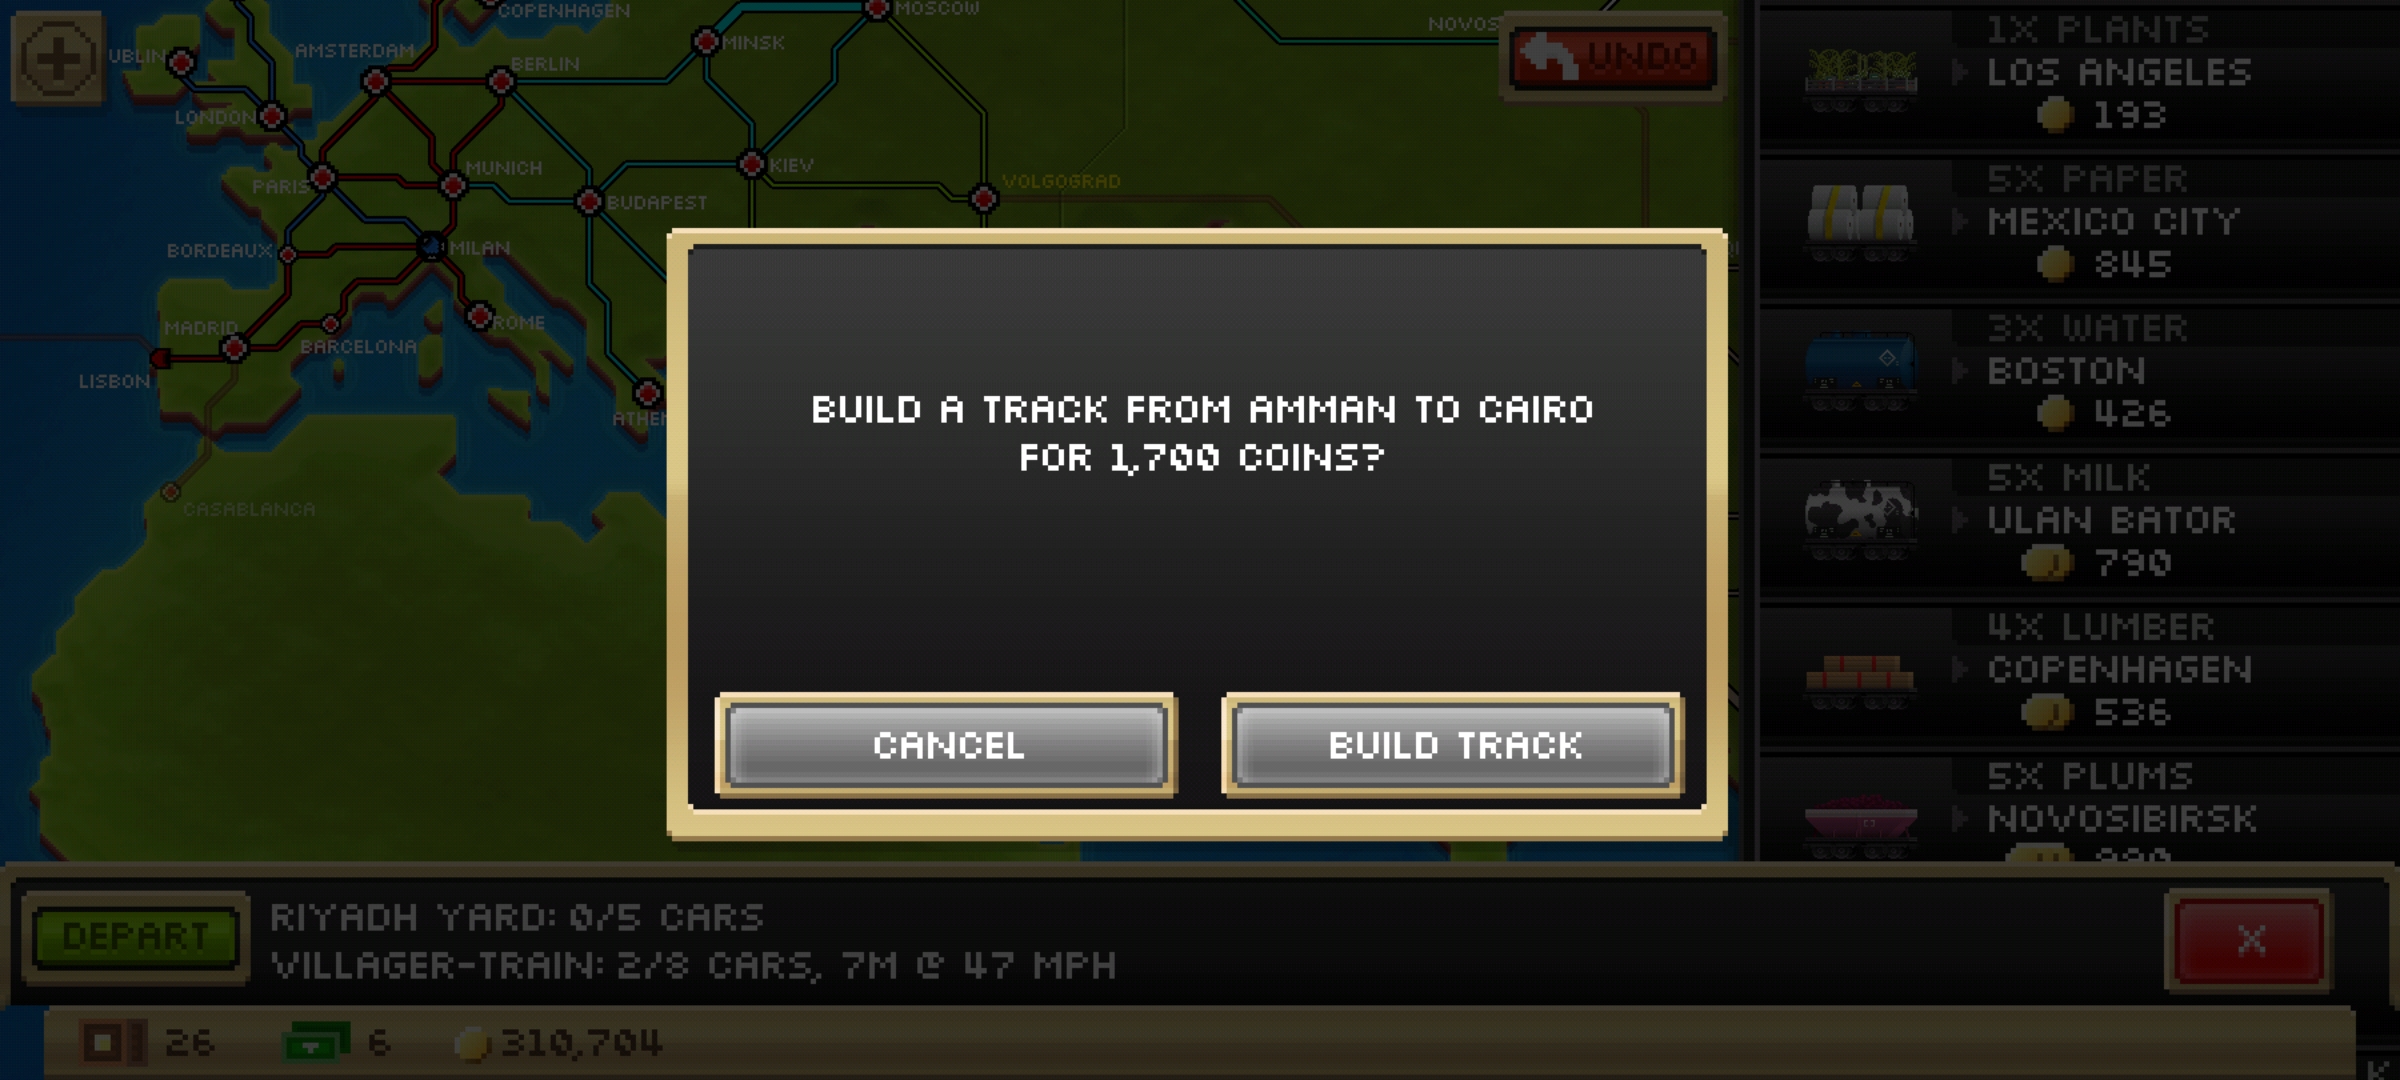 COPENHAGEN
MOSCOW
MINSK
UBLIN
AMSTERDAM
BERLIN
LONDON
MUNICH
KIEV
PARIS
BUDAPEST
VOLGOGRAD
BORDEAUX
MILAN
MADRID
ROME
BARCELONA
LISBON
ATHEN
CASABLANCA
NOVOS
UNDO
1X PLANTS
LOS ANGELES
193
5X PAPER
MEXICO CITY
845
3X WATER
BOSTON
426
5X MILK
ULAN BATOR
790
4X LUMBER
COPENHAGEN
536
5X PLUMS
NOVOSIBIRSK
BUILD A TRACK FROM AMMAN TO CAIRO
FOR 1,700 COINS?
CANCEL
BUILD TRACK
DEPART
RIYADH YARD: 0/5 CARS
VILLAGER-TRAIN: 2/8 CARS, 7M @ 47 MPH
X
26
6
310,704